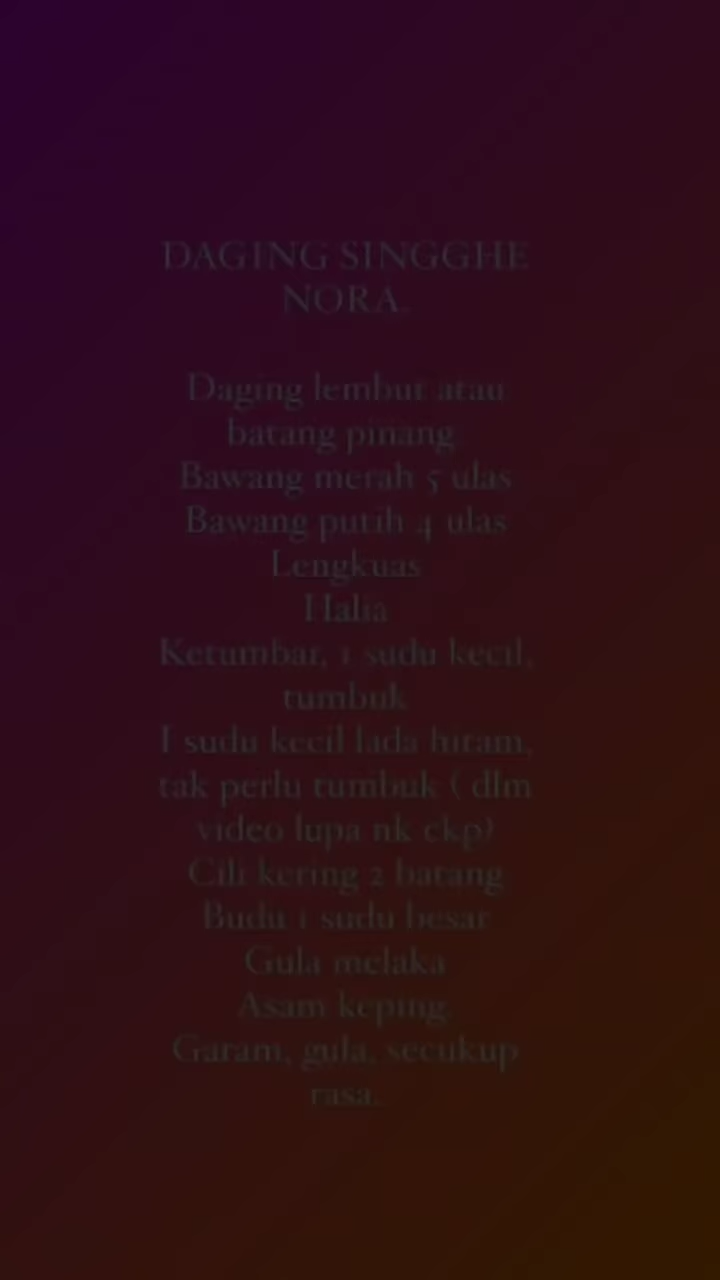 DAGING SINGGHE
NORA.
Daging lembut atau
batang pinang
Bawang merah 5 ulas
Bawang putih 4 ulas
Lengkuas
Halia
Ketumbar, 1 sudu kecil,
tumbuk
1 sudu kecil lada hitam,
tak perlu tumbuk ( dlm
video lupa nk ckp)
Cili kering 2 batang
Budu 1 sudu besar
Gula melaka
Asam keping.
Garam, gula, secukup
rasa.